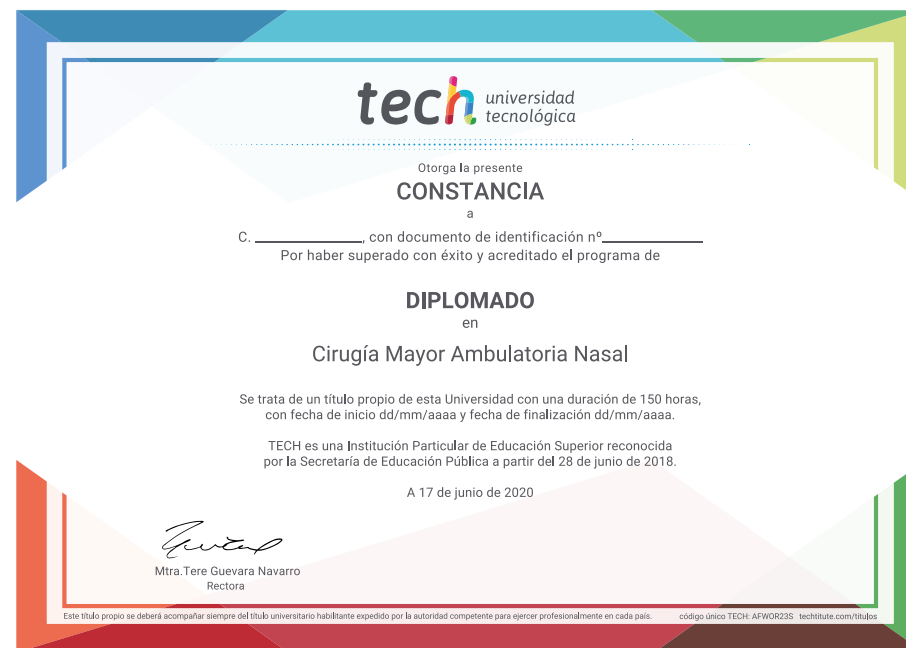 tech universidad
tecnológica
Otorga la presente
CONSTANCIA
a
C. ____________, con documento de identificación nº____________
Por haber superado con éxito y acreditado el programa de
DIPLOMADO
en
Cirugía Mayor Ambulatoria Nasal
Se trata de un título propio de esta Universidad con una duración de 150 horas,
con fecha de inicio dd/mm/aaaa y fecha de finalización dd/mm/aaaa.
TECH es una Institución Particular de Educación Superior reconocida
por la Secretaría de Educación Pública a partir del 28 de junio de 2018.
A 17 de junio de 2020
Mtra.Tere Guevara Navarro
Rectora
Este título propio se deberá acompañar siempre del título universitario habilitante expedido por la autoridad competente para ejercer profesionalmente en cada país. código único TECH: AFWOR23S techtitute.com/titulos